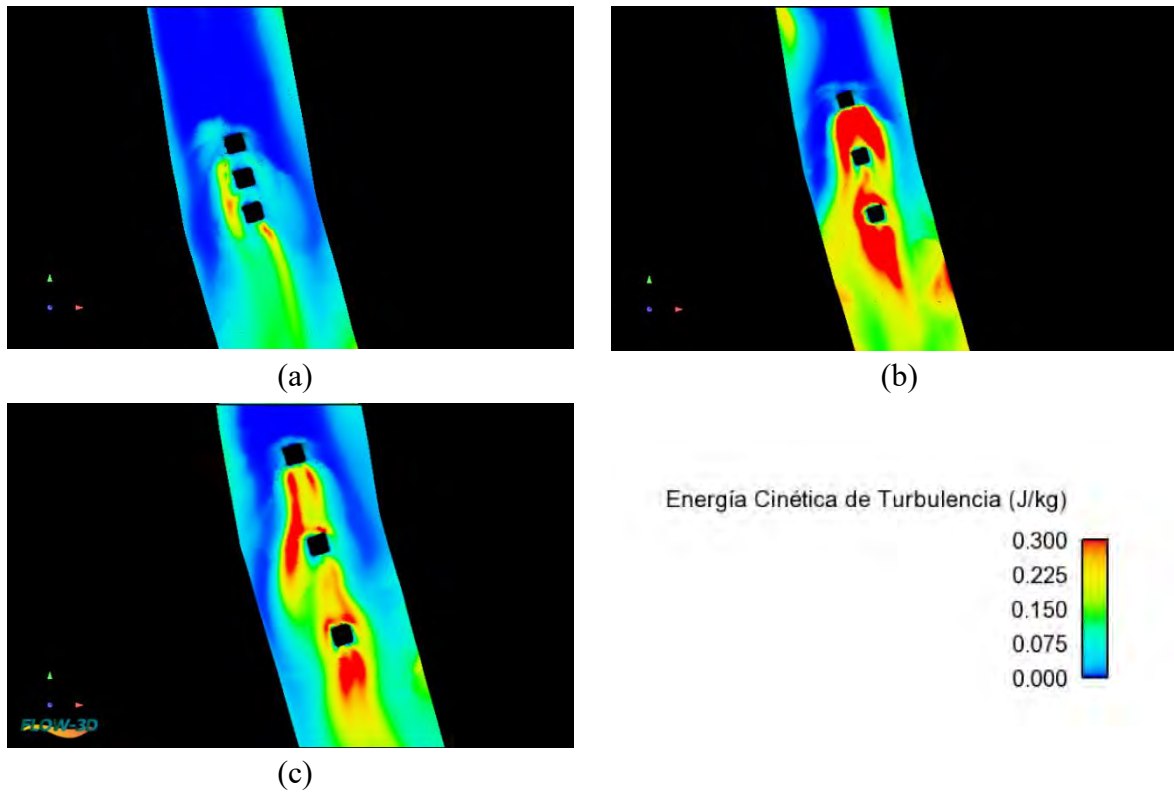 (a)
(b)
FLOW-3D
(c)
Energía Cinética de Turbulencia (J/kg)
0.300
0.225
0.150
0.075
0.000